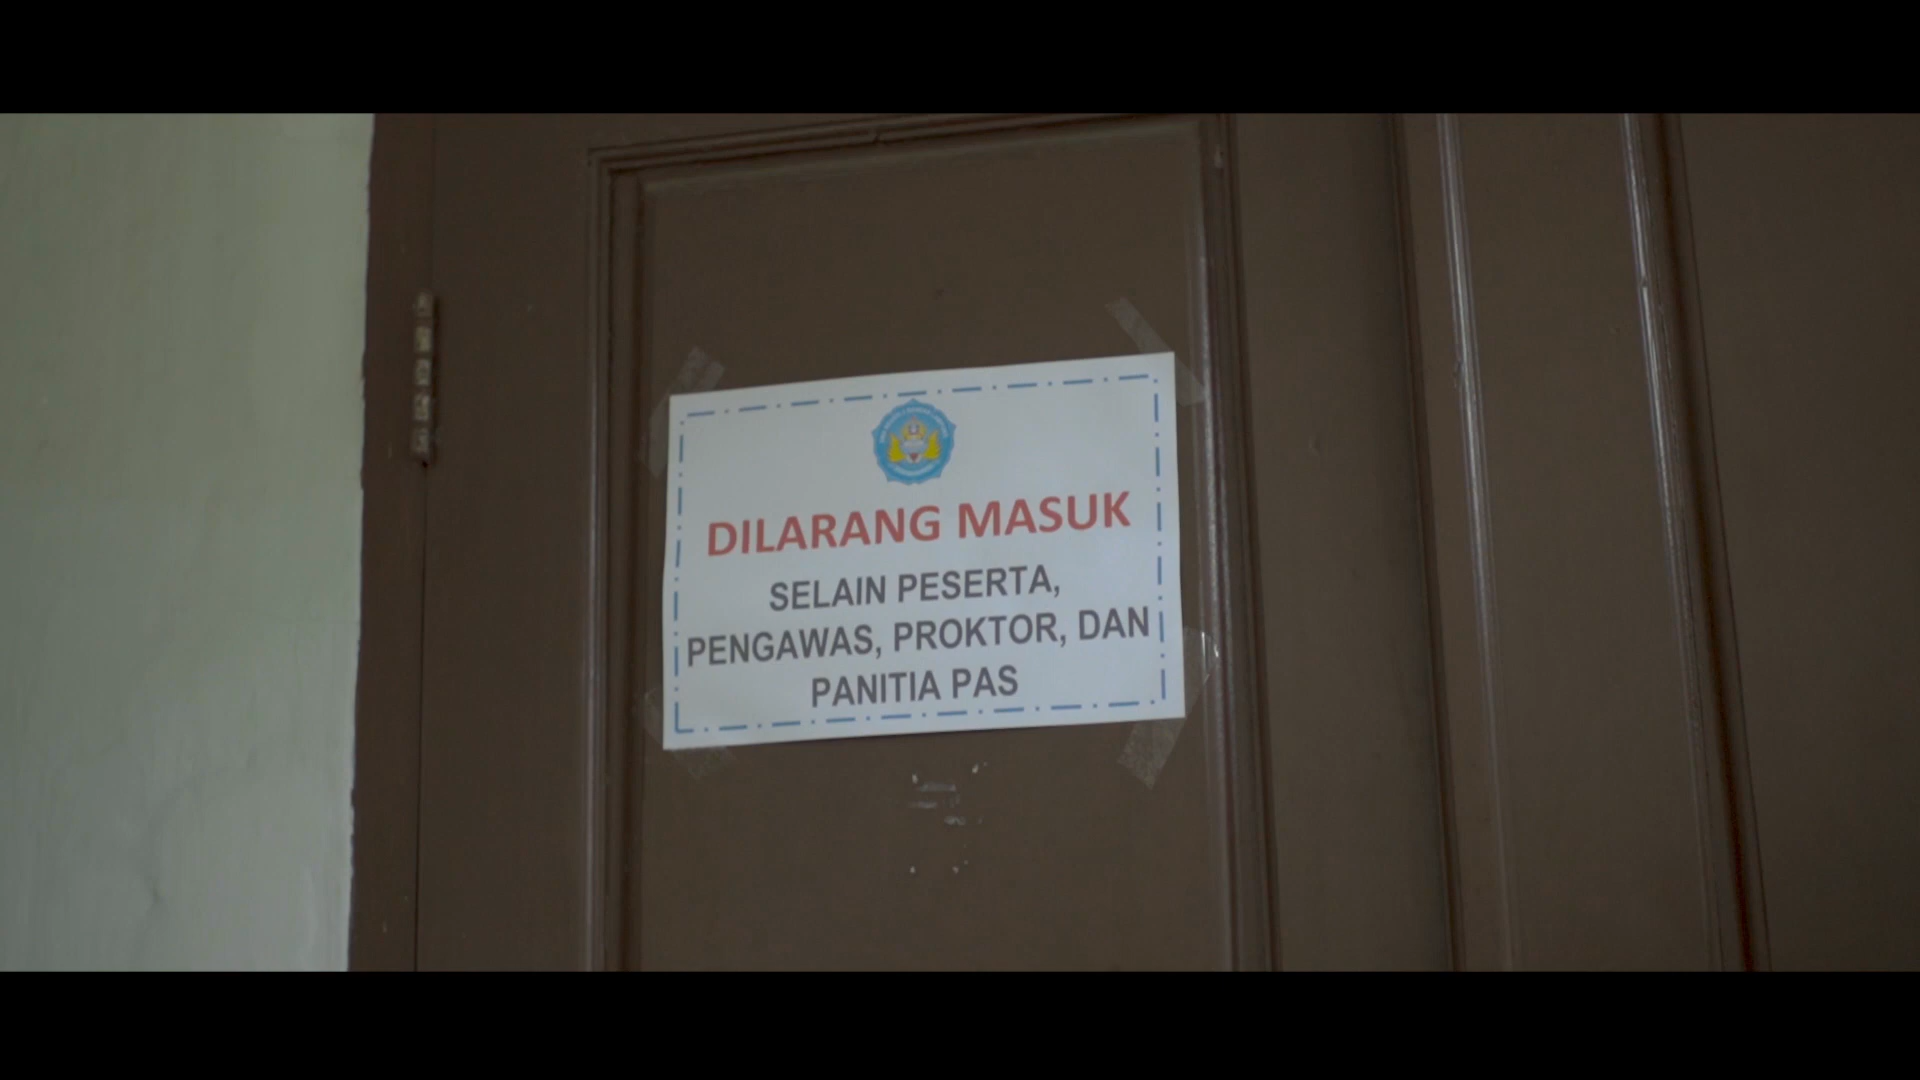 DILARANG MASUK
SELAIN PESERTA,
PENGAWAS, PROKTOR, DAN
PANITIA PAS